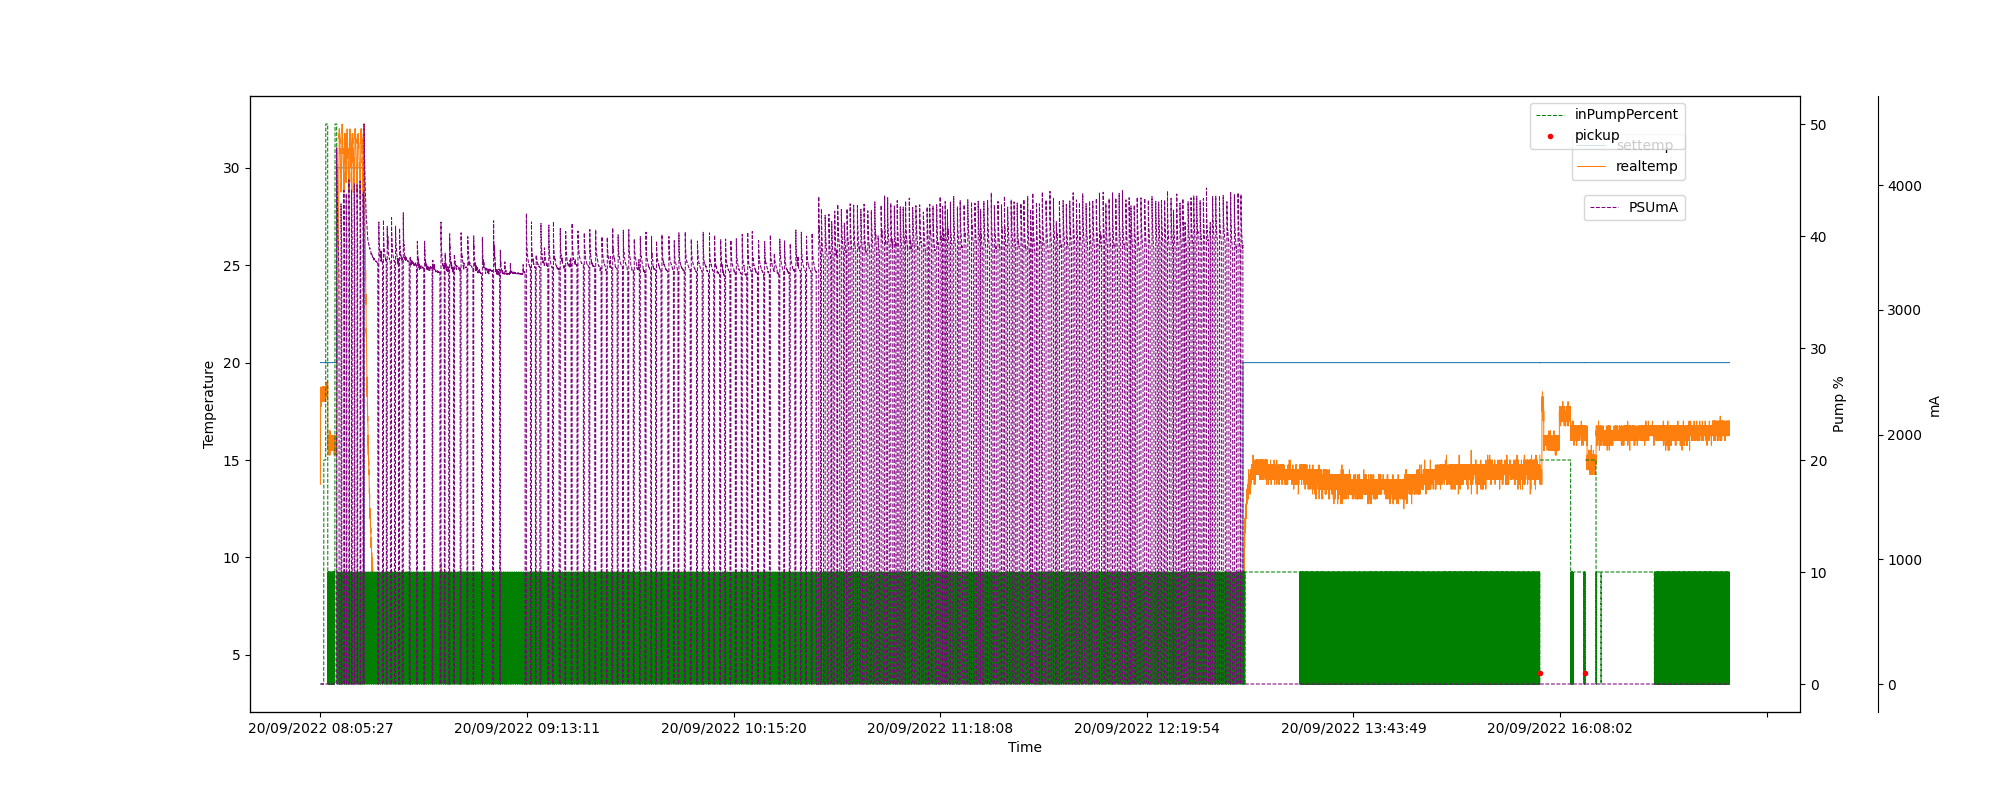 inPumpPercent
pickup
settemp
realtemp
PSUmA
Temperature
30
25
20
15
10
5
50
40
30
20
10
0
Pump %
4000
3000
2000
1000
0
mA
20/09/2022 08:05:27
20/09/2022 09:13:11
20/09/2022 10:15:20
20/09/2022 11:18:08
20/09/2022 12:19:54
20/09/2022 13:43:49
20/09/2022 16:08:02
Time